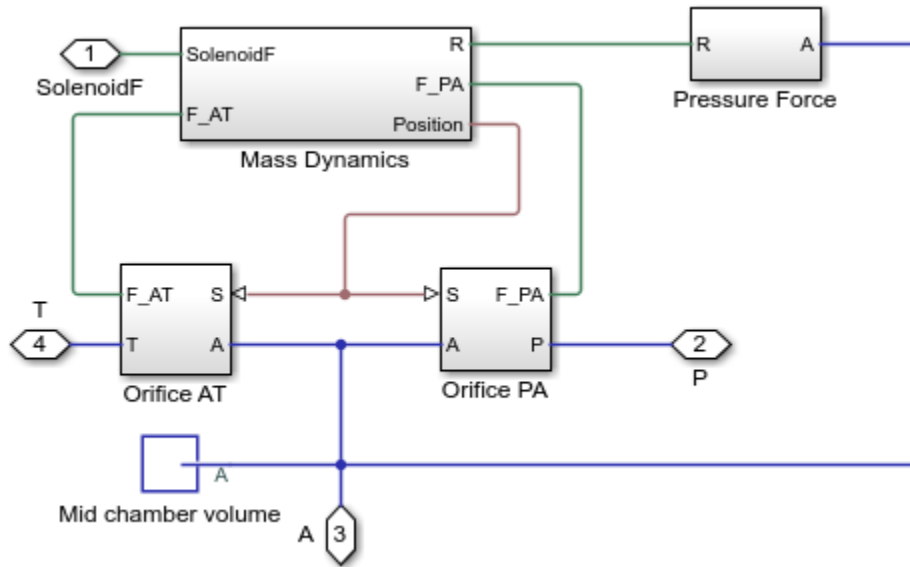 1
SolenoidF
SolenoidF
F_AT
R
F_PA
Position
Mass Dynamics
R
A
Pressure Force
T
4
F_AT
S
T
A
Orifice AT
S
F_PA
A
P
Orifice PA
2
P
A
Mid chamber volume
A
3